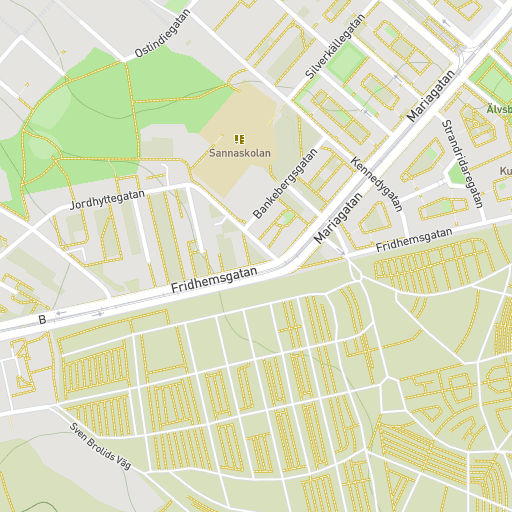 Ostindiegatan
Silverkällegatan
Mariagatan
Älvsb
Sannaskolan
Strandridaregatan
Kennedygatan
Ku
Bankebergsgatan
Jordhyttegatan
Mariagatan
Fridhemsgatan
Fridhemsgatan
B
Sven Brolids Väg